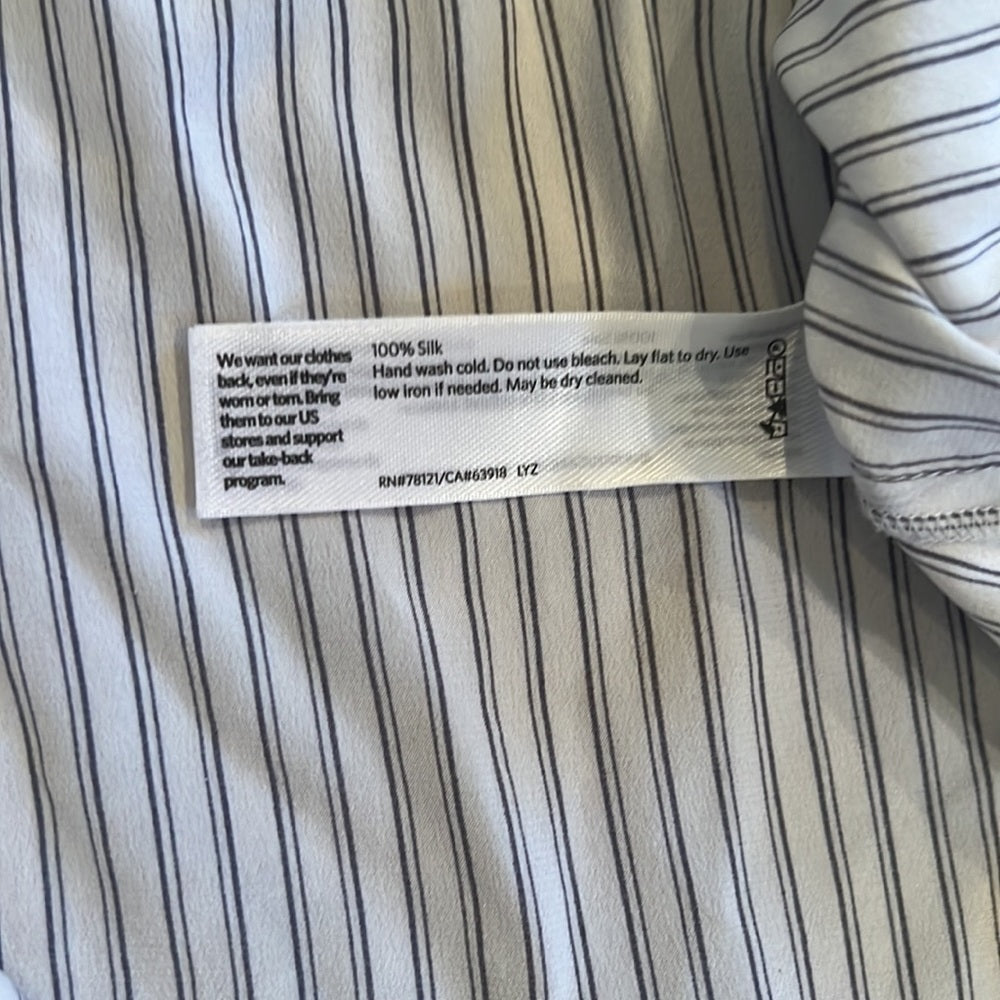 We want our clothes
back, even if they're
worn or torn. Bring
them to our US
stores and support
our take-back
program.
100% Silk
Hand wash cold. Do not use bleach. Lay flat to dry. Use
low iron if needed. May be dry cleaned.
RN#78121/CA#63918 LYZ